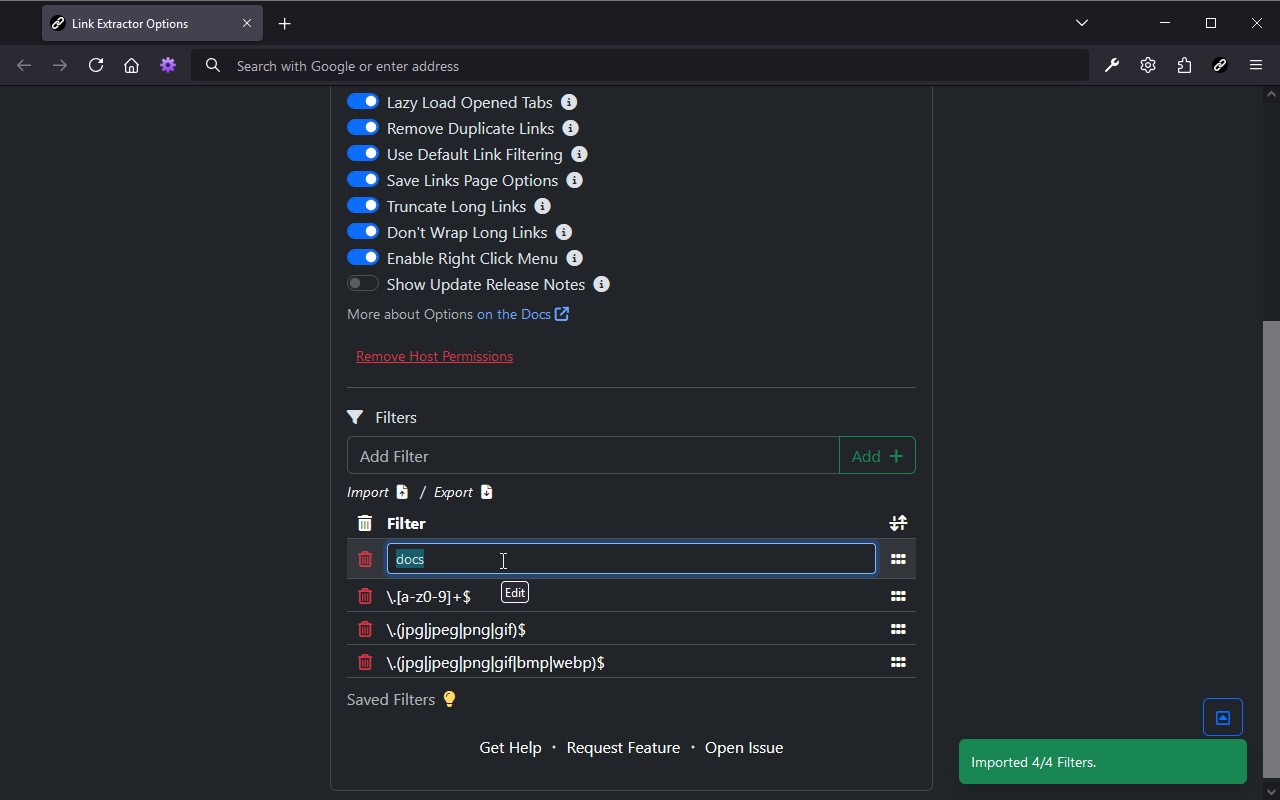 Link Extractor Options
Search with Google or enter address
Lazy Load Opened Tabs
Remove Duplicate Links
Use Default Link Filtering
Save Links Page Options
Truncate Long Links
Don't Wrap Long Links
Enable Right Click Menu
Show Update Release Notes
More about Options on the Docs
Remove Host Permissions
Filters
Add Filter
Add +
Import / Export
Filter
docs
\.[a-z0-9]+$
Edit
\.(jpg|jpeg|png|gif)$
\.(jpg|jpeg|png|gif|bmp|webp)$
Saved Filters
Get Help · Request Feature · Open Issue
Imported 4/4 Filters.